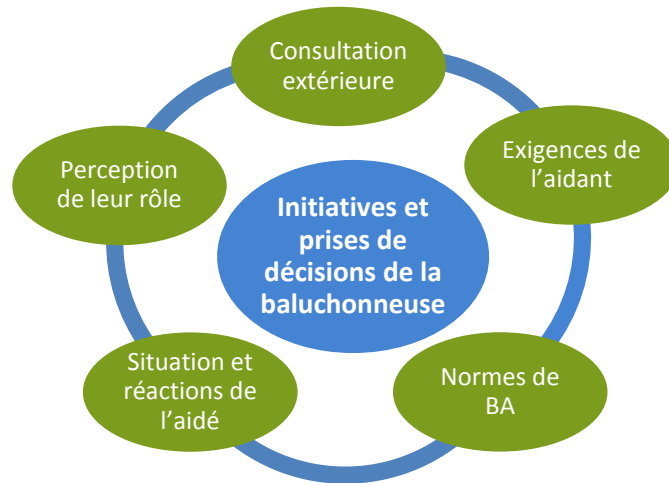 Consultation
extérieure
Exigences de
l’aidant
Perception
de leur rôle
Initiatives et
prises de
décisions de la
baluchonneuse
Situation et
réactions de
l’aidé
Normes de
BA